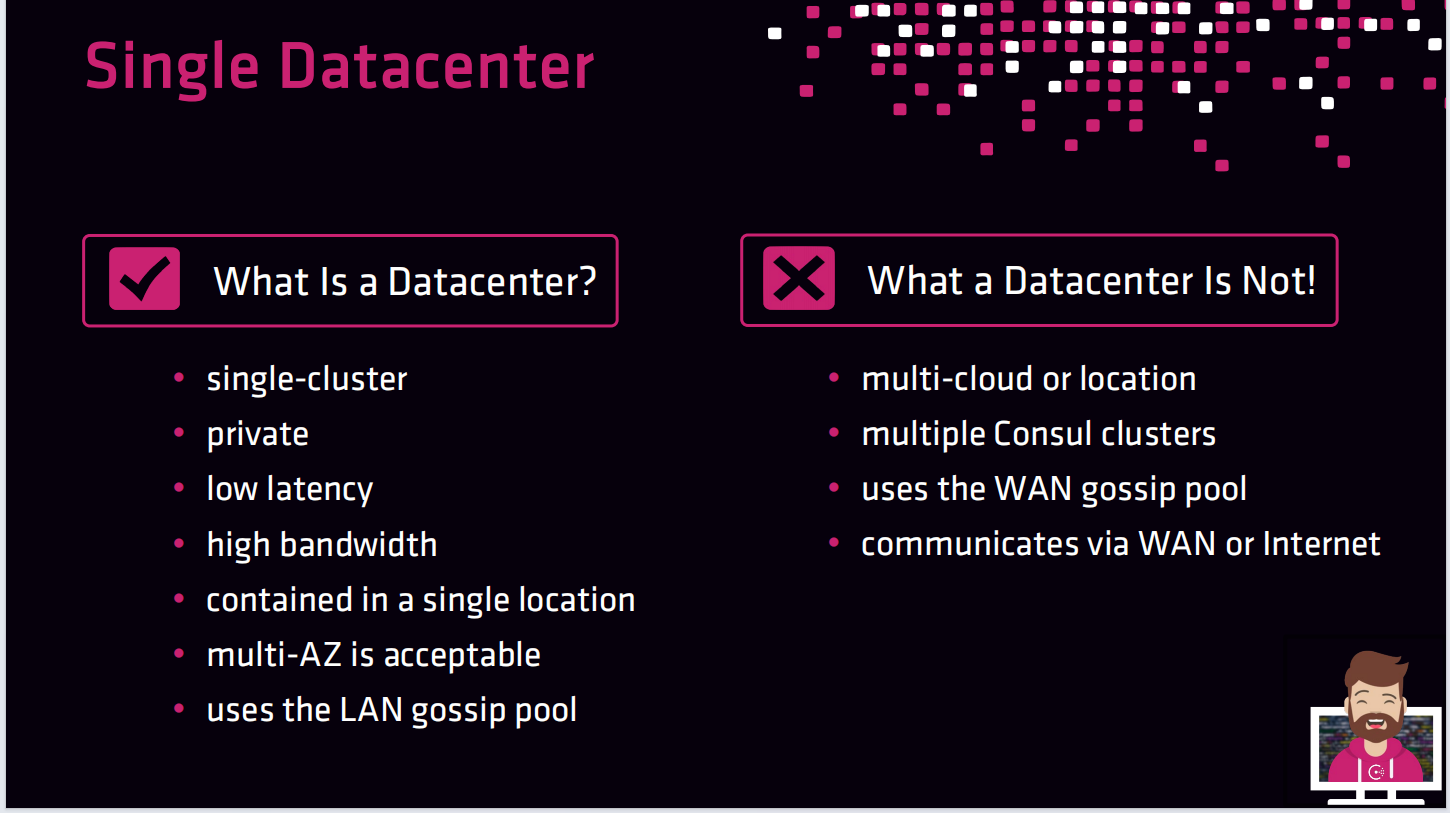 Single Datacenter
What Is a Datacenter?
• single-cluster
• private
• low latency
• high bandwidth
• contained in a single location
• multi-AZ is acceptable
• uses the LAN gossip pool
What a Datacenter Is Not!
• multi-cloud or location
• multiple Consul clusters
• uses the WAN gossip pool
• communicates via WAN or Internet